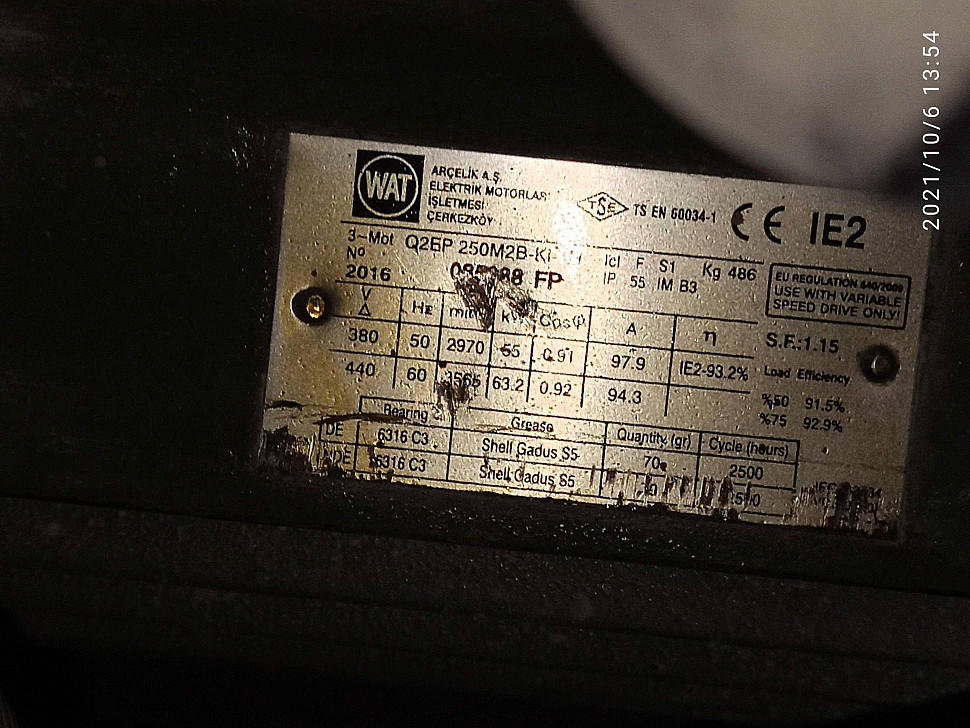 2021/10/6 13:54
WAT
ARÇELİK A.Ş.
ELEKTRİK MOTORLARI
İŞLETMESİ
ÇERKEZKÖY
TSE
TS EN 60034-1
CE IE2
3~Mot Q2EP 250M2B-
Icl F S1 Kg 486
Nº
2016 FP
IP 55 IM B3
EU REGULATION 640/2009
USE WITH VARIABLE
SPEED DRIVE ONLY!
Y
Δ Hz Cosφ A η
S.F.:1.15
380 50 2970 55 0.91 97.9 IE2-93.2%
440 60 3565 63.2 0.92 94.3
Load Efficiency
%50 91.5%
%75 92.9%
Bearing Grease Quantity (gr) Cycle (hours)
DE 6316 C3 Shell Gadus S5 70 2500
NDE 6316 C3 Shell Gadus S5